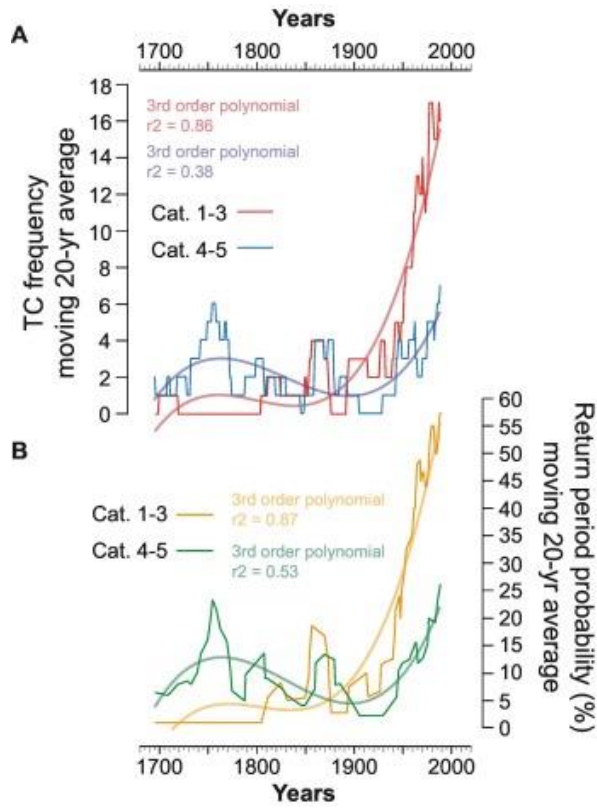 Years
A
1700 1800 1900 2000
18
16
14
12
10
8
6
4
2
0
TC frequency
moving 20-yr average
3rd order polynomial
r2 = 0.86
3rd order polynomial
r2 = 0.38
Cat. 1-3
Cat. 4-5
B
60
55
50
45
40
35
30
25
20
15
10
5
0
Return period probability (%)
moving 20-yr average
Cat. 1-3
3rd order polynomial
r2 = 0.87
Cat. 4-5
3rd order polynomial
r2 = 0.53
1700 1800 1900 2000
Years